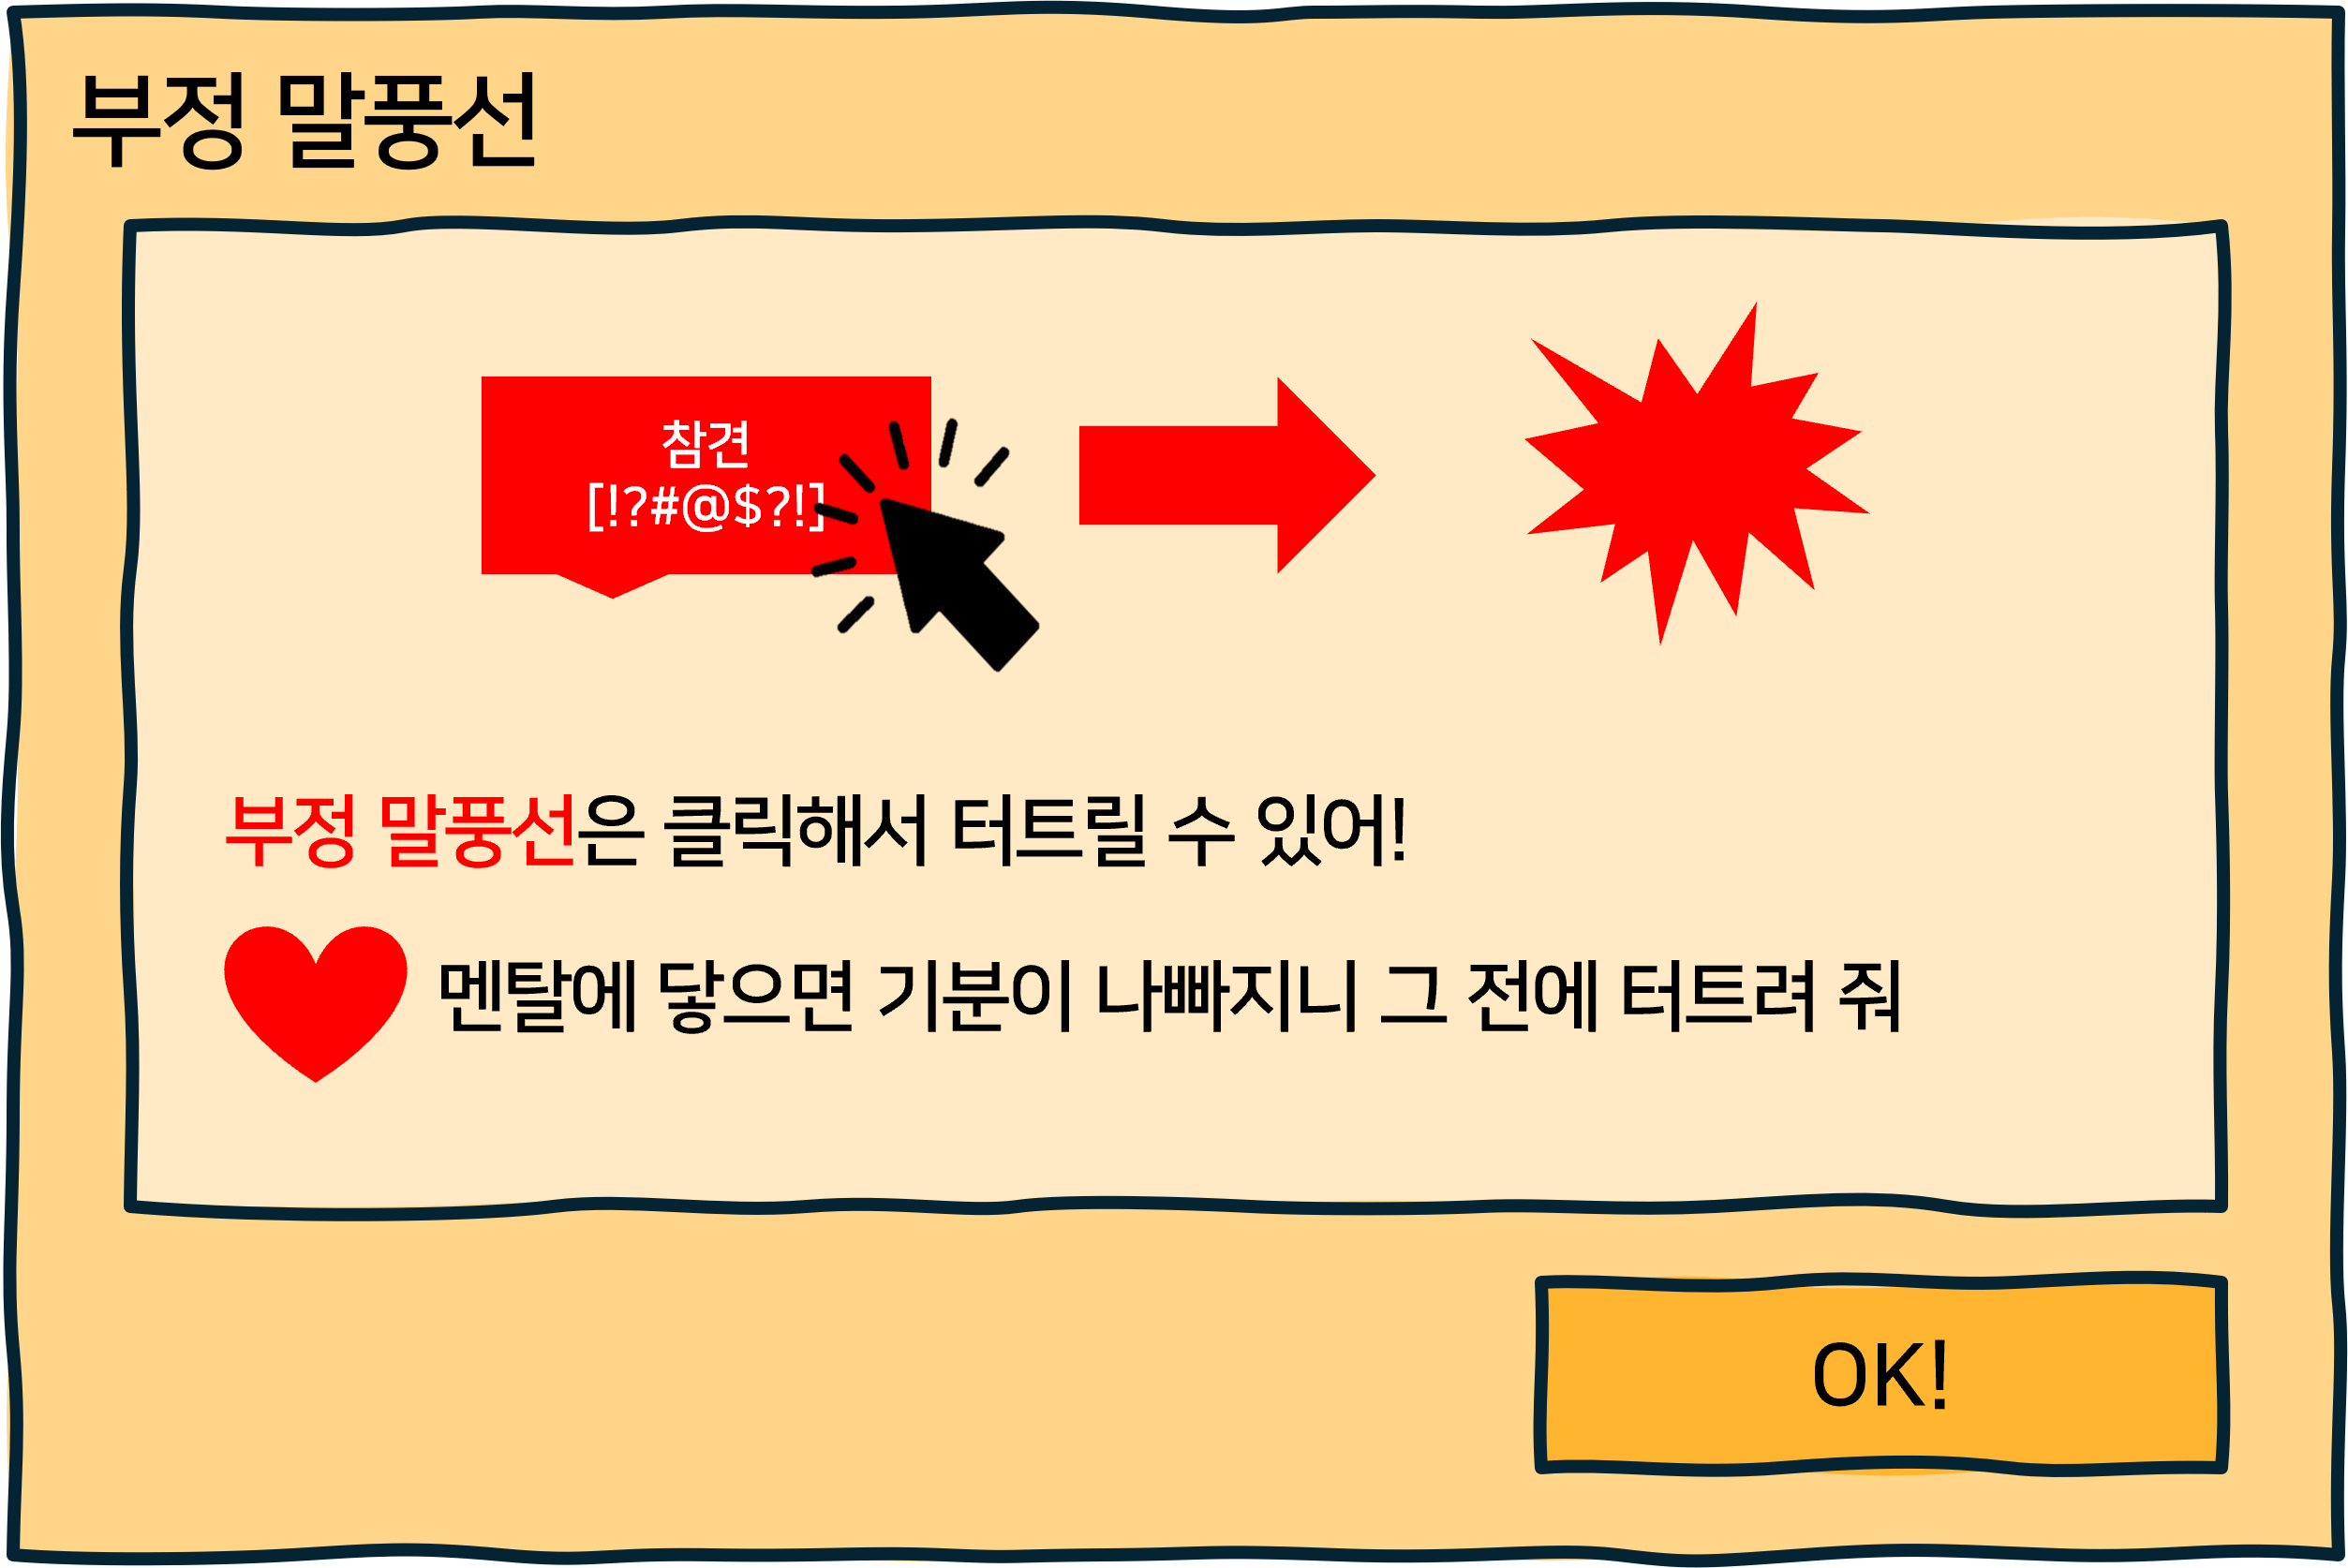 부정 말풍선
참견
[!?#@$?!]
부정 말풍선은 클릭해서 터트릴 수 있어!
멘탈에 닿으면 기분이 나빠지니 그 전에 터트려 줘
OK!